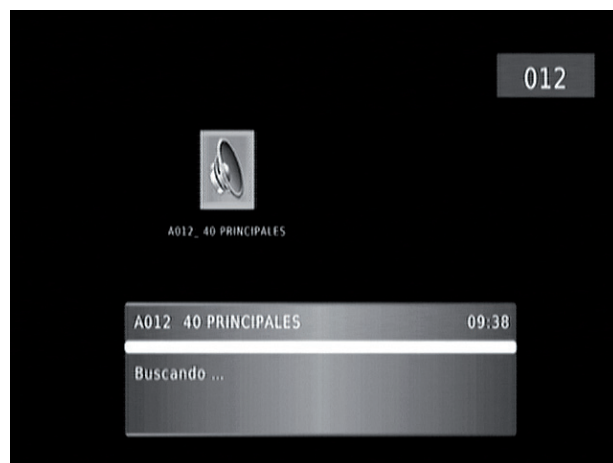 012
A012_ 40 PRINCIPALES
A012 40 PRINCIPALES 09:38
Buscando ...